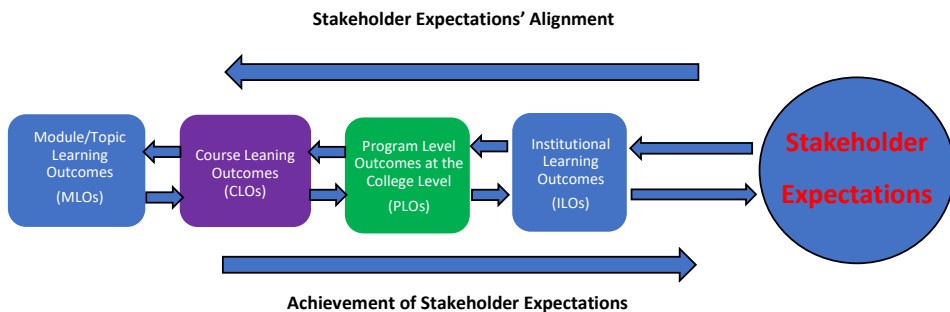 Stakeholder Expectations’ Alignment
Module/Topic
Learning
Outcomes
(MLOs)
Course Leaning
Outcomes
(CLOs)
Program Level
Outcomes at the
College Level
(PLOs)
Institutional
Learning
Outcomes
(ILOs)
Stakeholder
Expectations
Achievement of Stakeholder Expectations